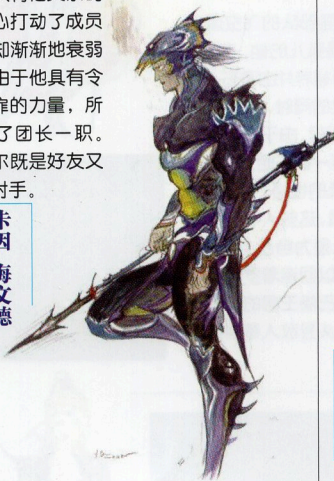 心打动了成员
却渐渐地衰弱
由于他具有令
靠的力量，所
了团长一职。
尔既是好友又
对手。
卡因 海文德